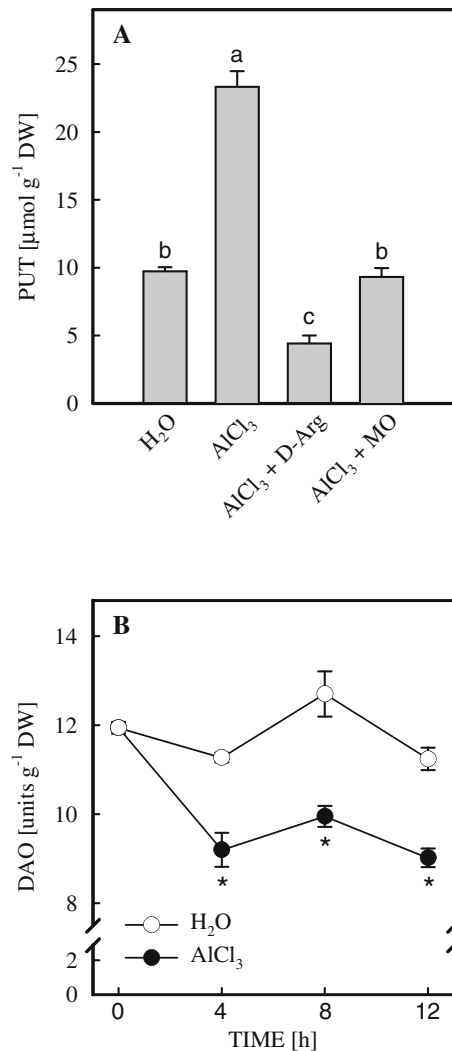 A
PUT [µmol g⁻¹ DW]
25
20
15
10
5
0
b
a
c
b
H₂O
AlCl₃
AlCl₃ + D-Arg
AlCl₃ + MO
B
DAO [units g⁻¹ DW]
14
12
10
8
2
0
*
*
*
H₂O
AlCl₃
0
4
8
12
TIME [h]